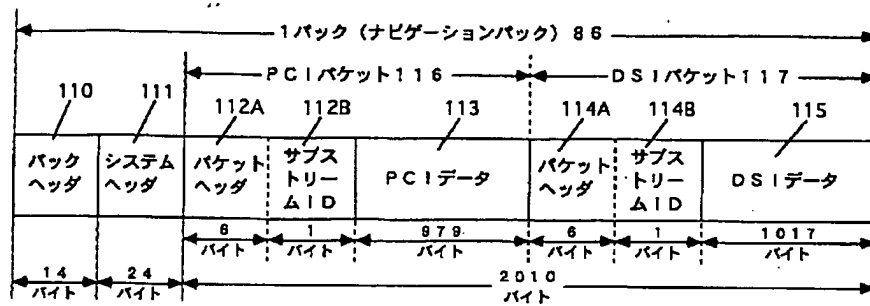 1パック（ナビゲーションパック）86
PCIパケット116
DSIパケット117
110
111
112A
112B
113
114A
114B
115
パック
ヘッダ
システム
ヘッダ
パケット
ヘッダ
サブス
トリー
ムID
PCIデータ
パケット
ヘッダ
サブス
トリー
ムID
DSIデータ
6
バイト
1
バイト
979
バイト
6
バイト
1
バイト
1017
バイト
14
バイト
24
バイト
2010
バイト